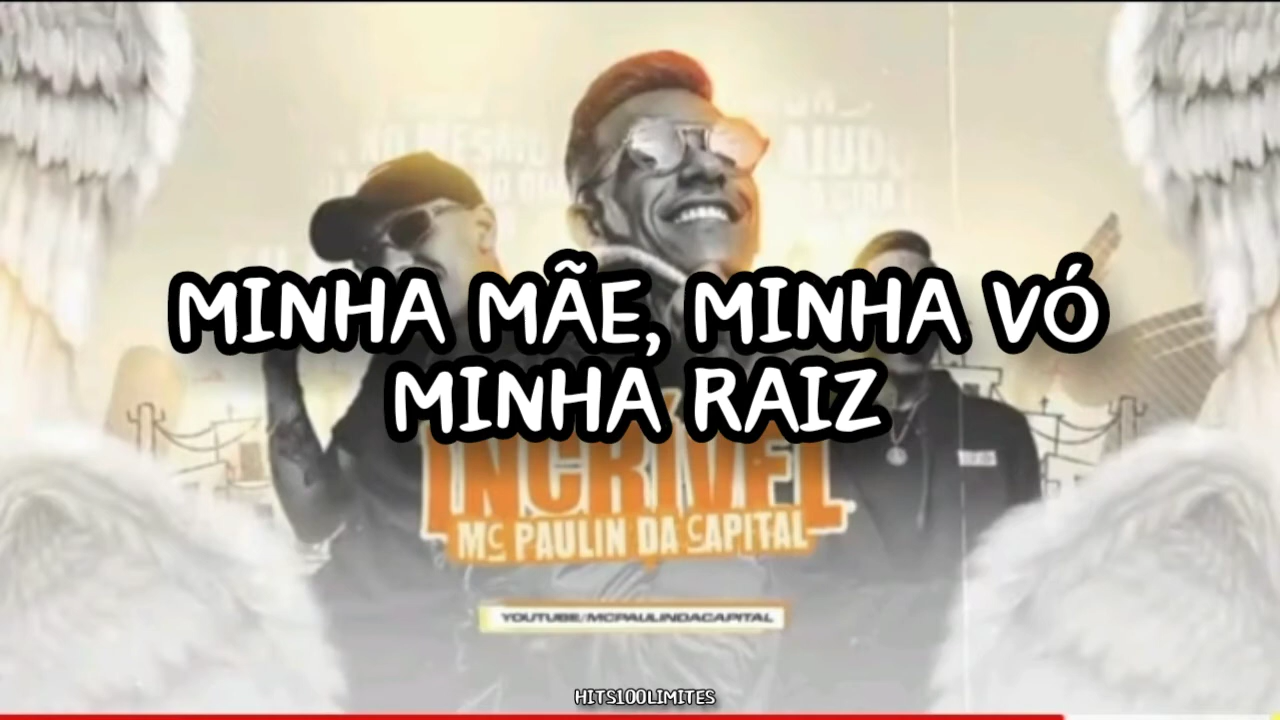 MINHA MÃE, MINHA VÓ
MINHA RAIZ
INCRÍVEL
MC PAULIN DA CAPITAL
YOUTUBE/MCPAULINDACAPITAL
HITS100LIMITES